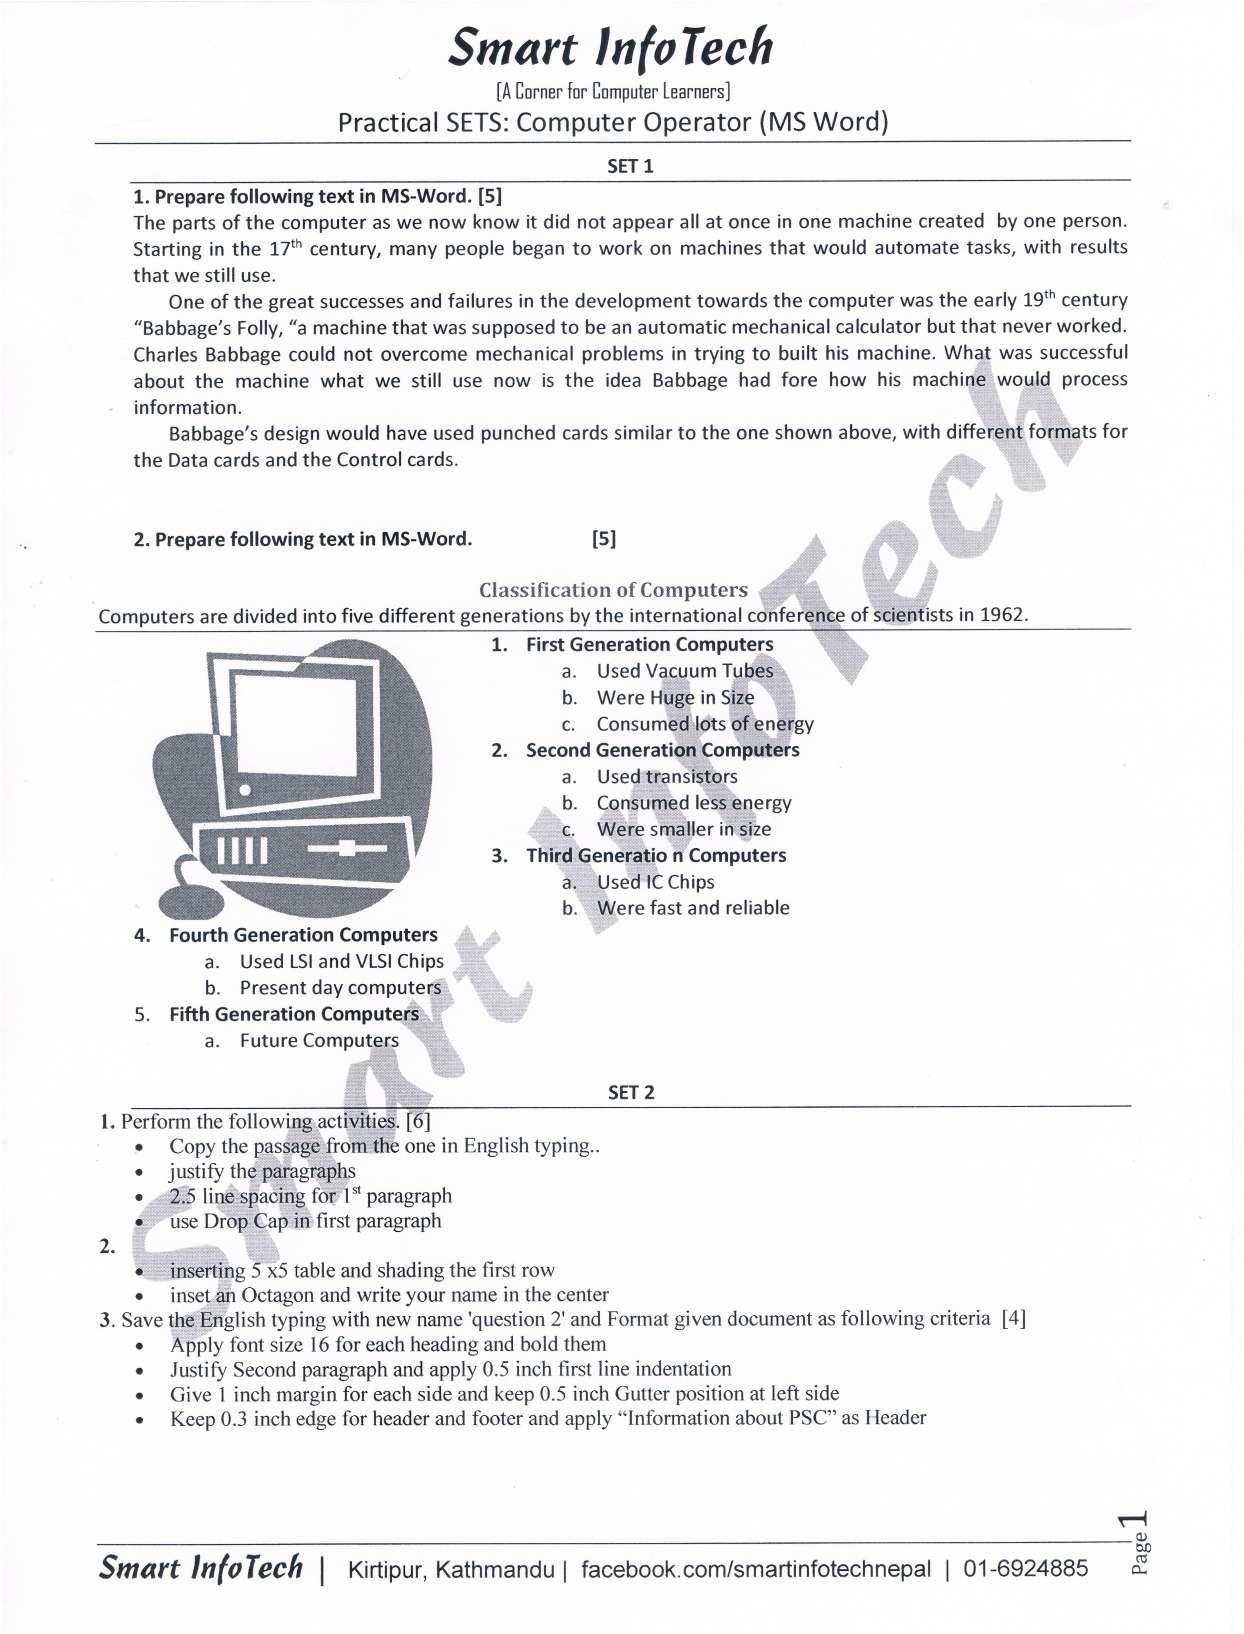 Smart InfoTech
[A Corner for Computer Learners]
Practical SETS: Computer Operator (MS Word)
SET 1
1. Prepare following text in MS-Word. [5]
The parts of the computer as we now know it did not appear all at once in one machine created by one person.
Starting in the 17th century, many people began to work on machines that would automate tasks, with results
that we still use.
One of the great successes and failures in the development towards the computer was the early 19th century
“Babbage’s Folly, “a machine that was supposed to be an automatic mechanical calculator but that never worked.
Charles Babbage could not overcome mechanical problems in trying to built his machine. What was successful
about the machine what we still use now is the idea Babbage had fore how his machine would process
information.
Babbage’s design would have used punched cards similar to the one shown above, with different formats for
the Data cards and the Control cards.
2. Prepare following text in MS-Word. [5]
Classification of Computers
Computers are divided into five different generations by the international conference of scientists in 1962.
1. First Generation Computers
a. Used Vacuum Tubes
b. Were Huge in Size
c. Consumed lots of energy
2. Second Generation Computers
a. Used transistors
b. Consumed less energy
c. Were smaller in size
3. Third Generatio n Computers
a. Used IC Chips
b. Were fast and reliable
4. Fourth Generation Computers
a. Used LSI and VLSI Chips
b. Present day computers
5. Fifth Generation Computers
a. Future Computers
SET 2
1. Perform the following activities. [6]
• Copy the passage from the one in English typing..
• justify the paragraphs
• 2.5 line spacing for 1st paragraph
• use Drop Cap in first paragraph
2.
• inserting 5 x5 table and shading the first row
• inset an Octagon and write your name in the center
3. Save the English typing with new name 'question 2' and Format given document as following criteria [4]
• Apply font size 16 for each heading and bold them
• Justify Second paragraph and apply 0.5 inch first line indentation
• Give 1 inch margin for each side and keep 0.5 inch Gutter position at left side
• Keep 0.3 inch edge for header and footer and apply “Information about PSC” as Header
Smart InfoTech
Page 1
Smart InfoTech | Kirtipur, Kathmandu | facebook.com/smartinfotechnepal | 01-6924885